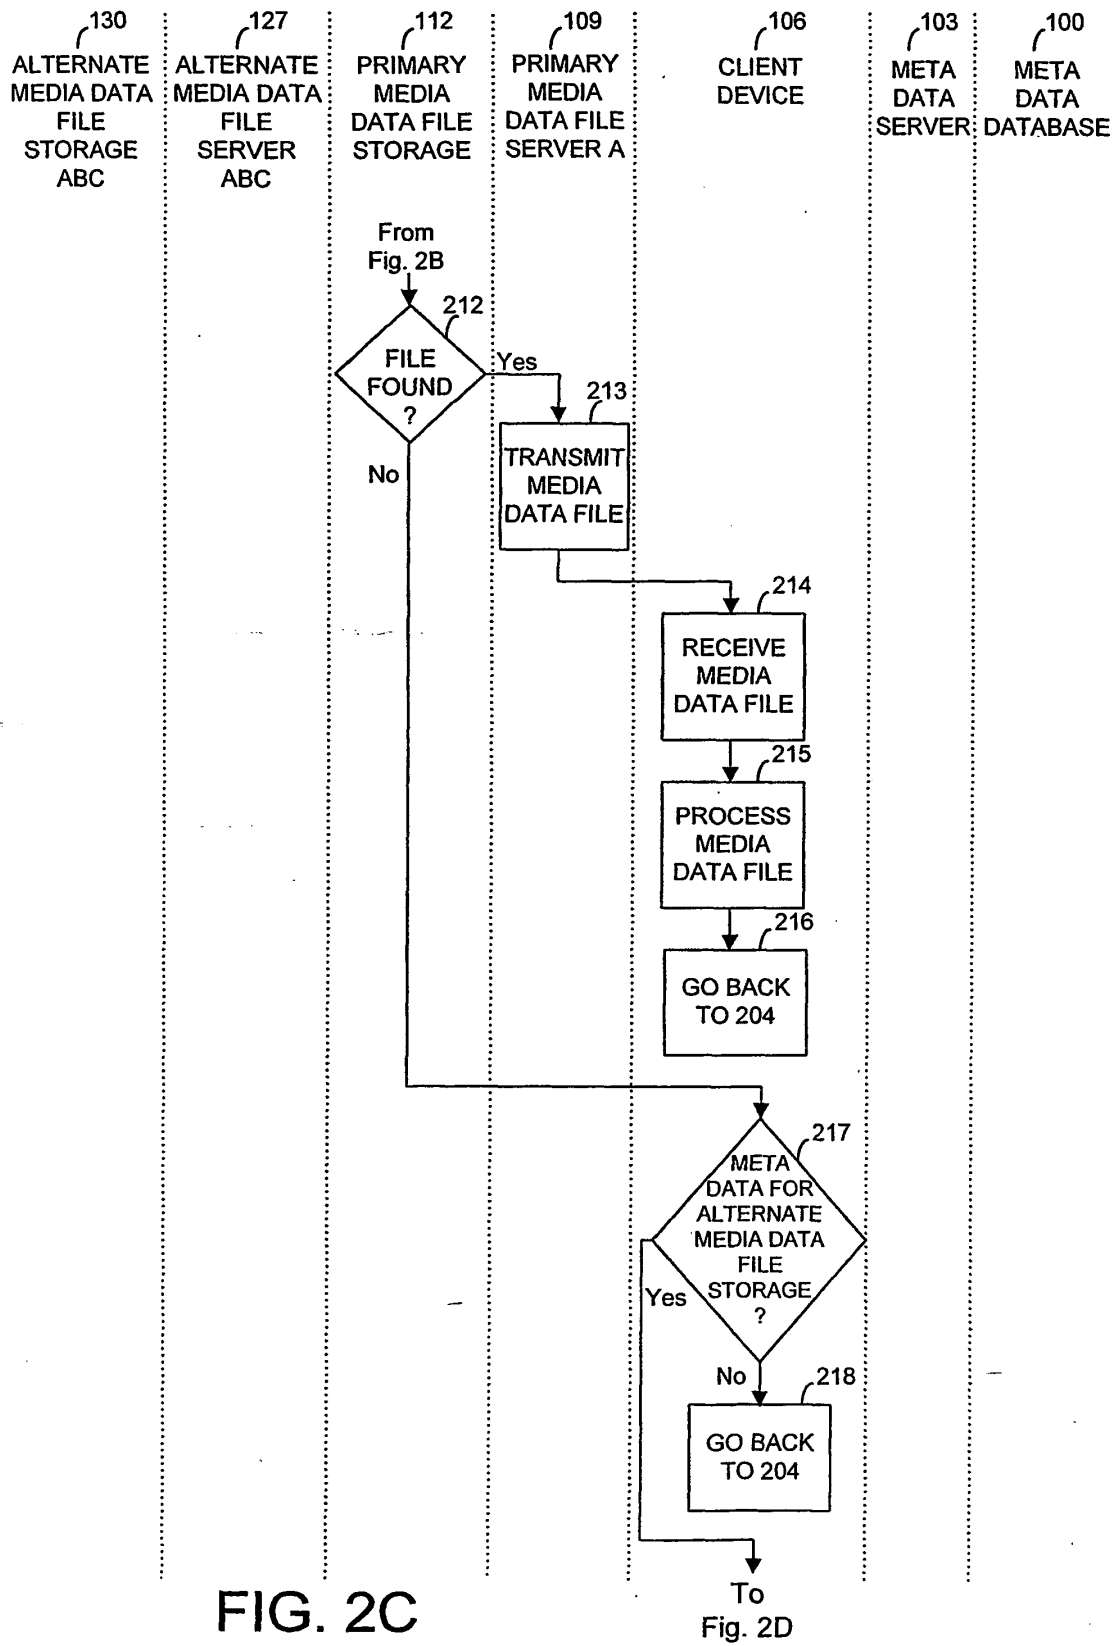 130
ALTERNATE
MEDIA DATA
FILE
STORAGE
ABC
127
ALTERNATE
MEDIA DATA
FILE
SERVER
ABC
112
PRIMARY
MEDIA
DATA FILE
STORAGE
109
PRIMARY
MEDIA
DATA FILE
SERVER A
106
CLIENT
DEVICE
103
META
DATA
SERVER
100
META
DATA
DATABASE
From
Fig. 2B
212
FILE
FOUND
?
Yes
No
213
TRANSMIT
MEDIA
DATA FILE
214
RECEIVE
MEDIA
DATA FILE
215
PROCESS
MEDIA
DATA FILE
216
GO BACK
TO 204
217
META
DATA FOR
ALTERNATE
MEDIA DATA
FILE
STORAGE
?
Yes
No
218
GO BACK
TO 204
To
Fig. 2D
FIG. 2C